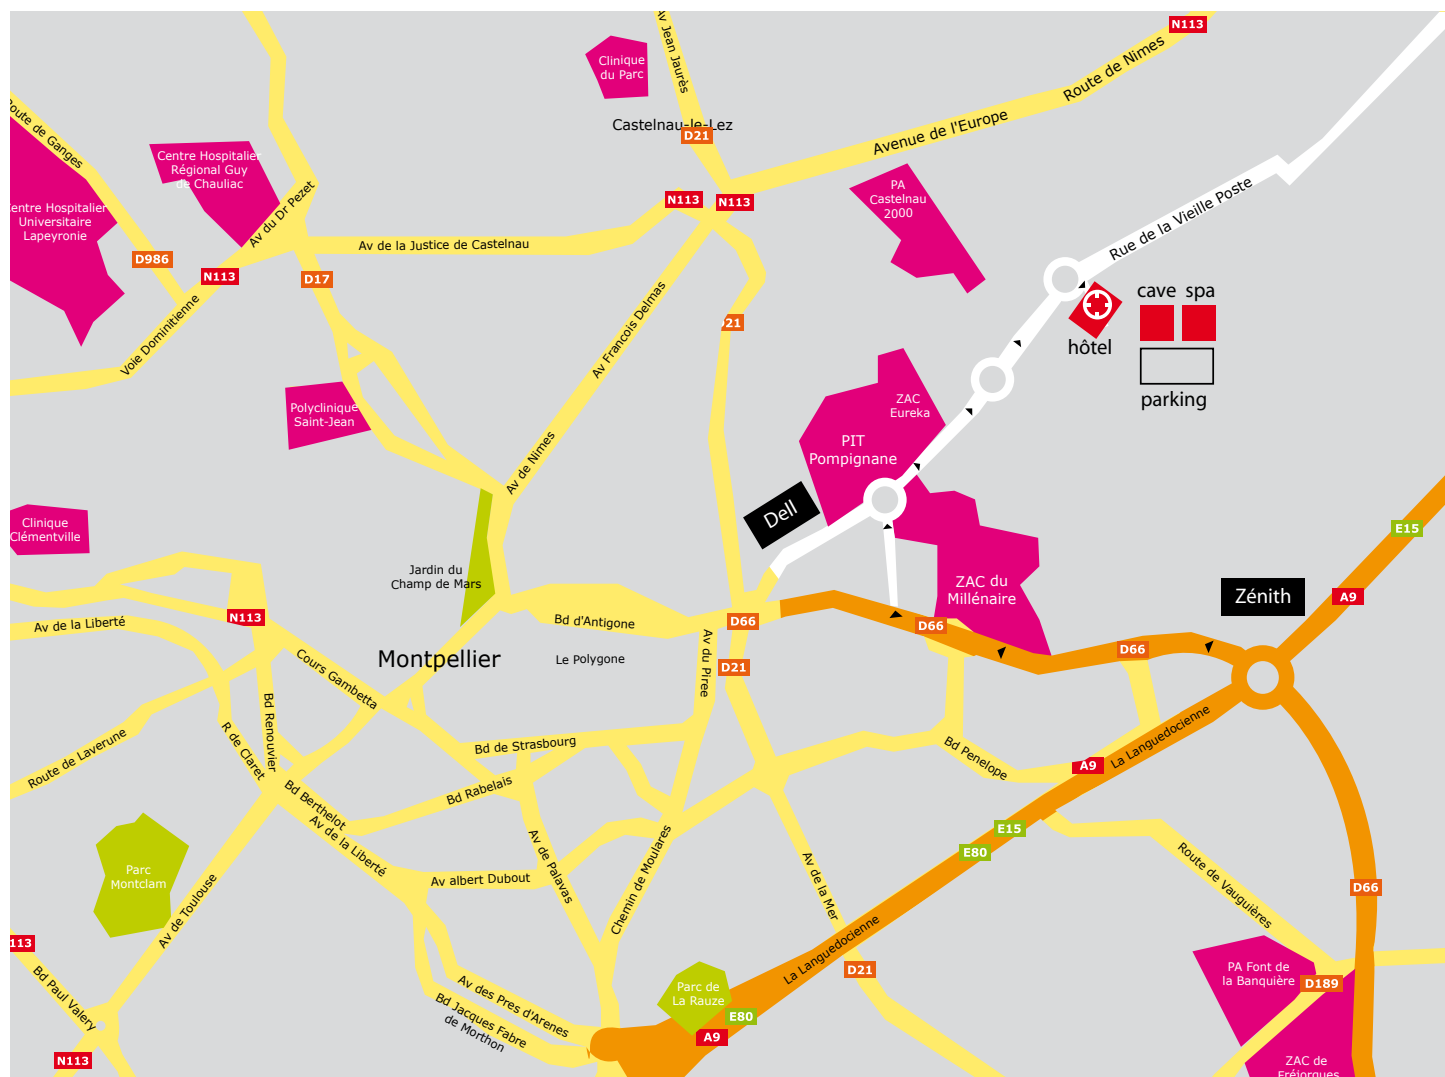 N113
Av Jean Jaurès
Route de Nimes
Clinique
du Parc
Castelnau-le-Lez
D21
Avenue de l'Europe
Route de Ganges
Centre Hospitalier
Régional Guy
de Chauliac
PA
Castelnau
2000
Rue de la Vieille Poste
Centre Hospitalier
Universitaire
Lapeyronie
Av du Dr Pezet
N113
N113
Av de la Justice de Castelnau
D986
N113
D17
cave
spa
hôtel
parking
Voie Dominitienne
Av Francois Delmas
D21
Polyclinique
Saint-Jean
ZAC
Eureka
PIT
Pompignane
Av de Nimes
Dell
Clinique
Clémentville
E15
Jardin du
Champ de Mars
ZAC du
Millénaire
Zénith
A9
N113
Av de la Liberté
Bd d'Antigone
D66
D66
D66
Montpellier
Le Polygone
Av du Piree
D21
Cours Gambetta
Bd Renouvier
R de Claret
Route de Laverune
Bd de Strasbourg
Bd Penelope
La Languedocienne
A9
Bd Rabelais
Bd Berthelot
Av de la Liberté
E15
E80
Parc
Montclam
Av albert Dubout
Av de Palavas
Chemin de Moulares
Av de la Mer
Route de Vauguières
D66
Av de Toulouse
N113
Bd Paul Valery
La Languedocienne
D21
PA Font de
la Banquière
D189
Av des Pres d'Arenes
Bd Jacques Fabre
de Morthon
Parc de
La Rauze
E80
A9
N113
ZAC de
Fréjorgues